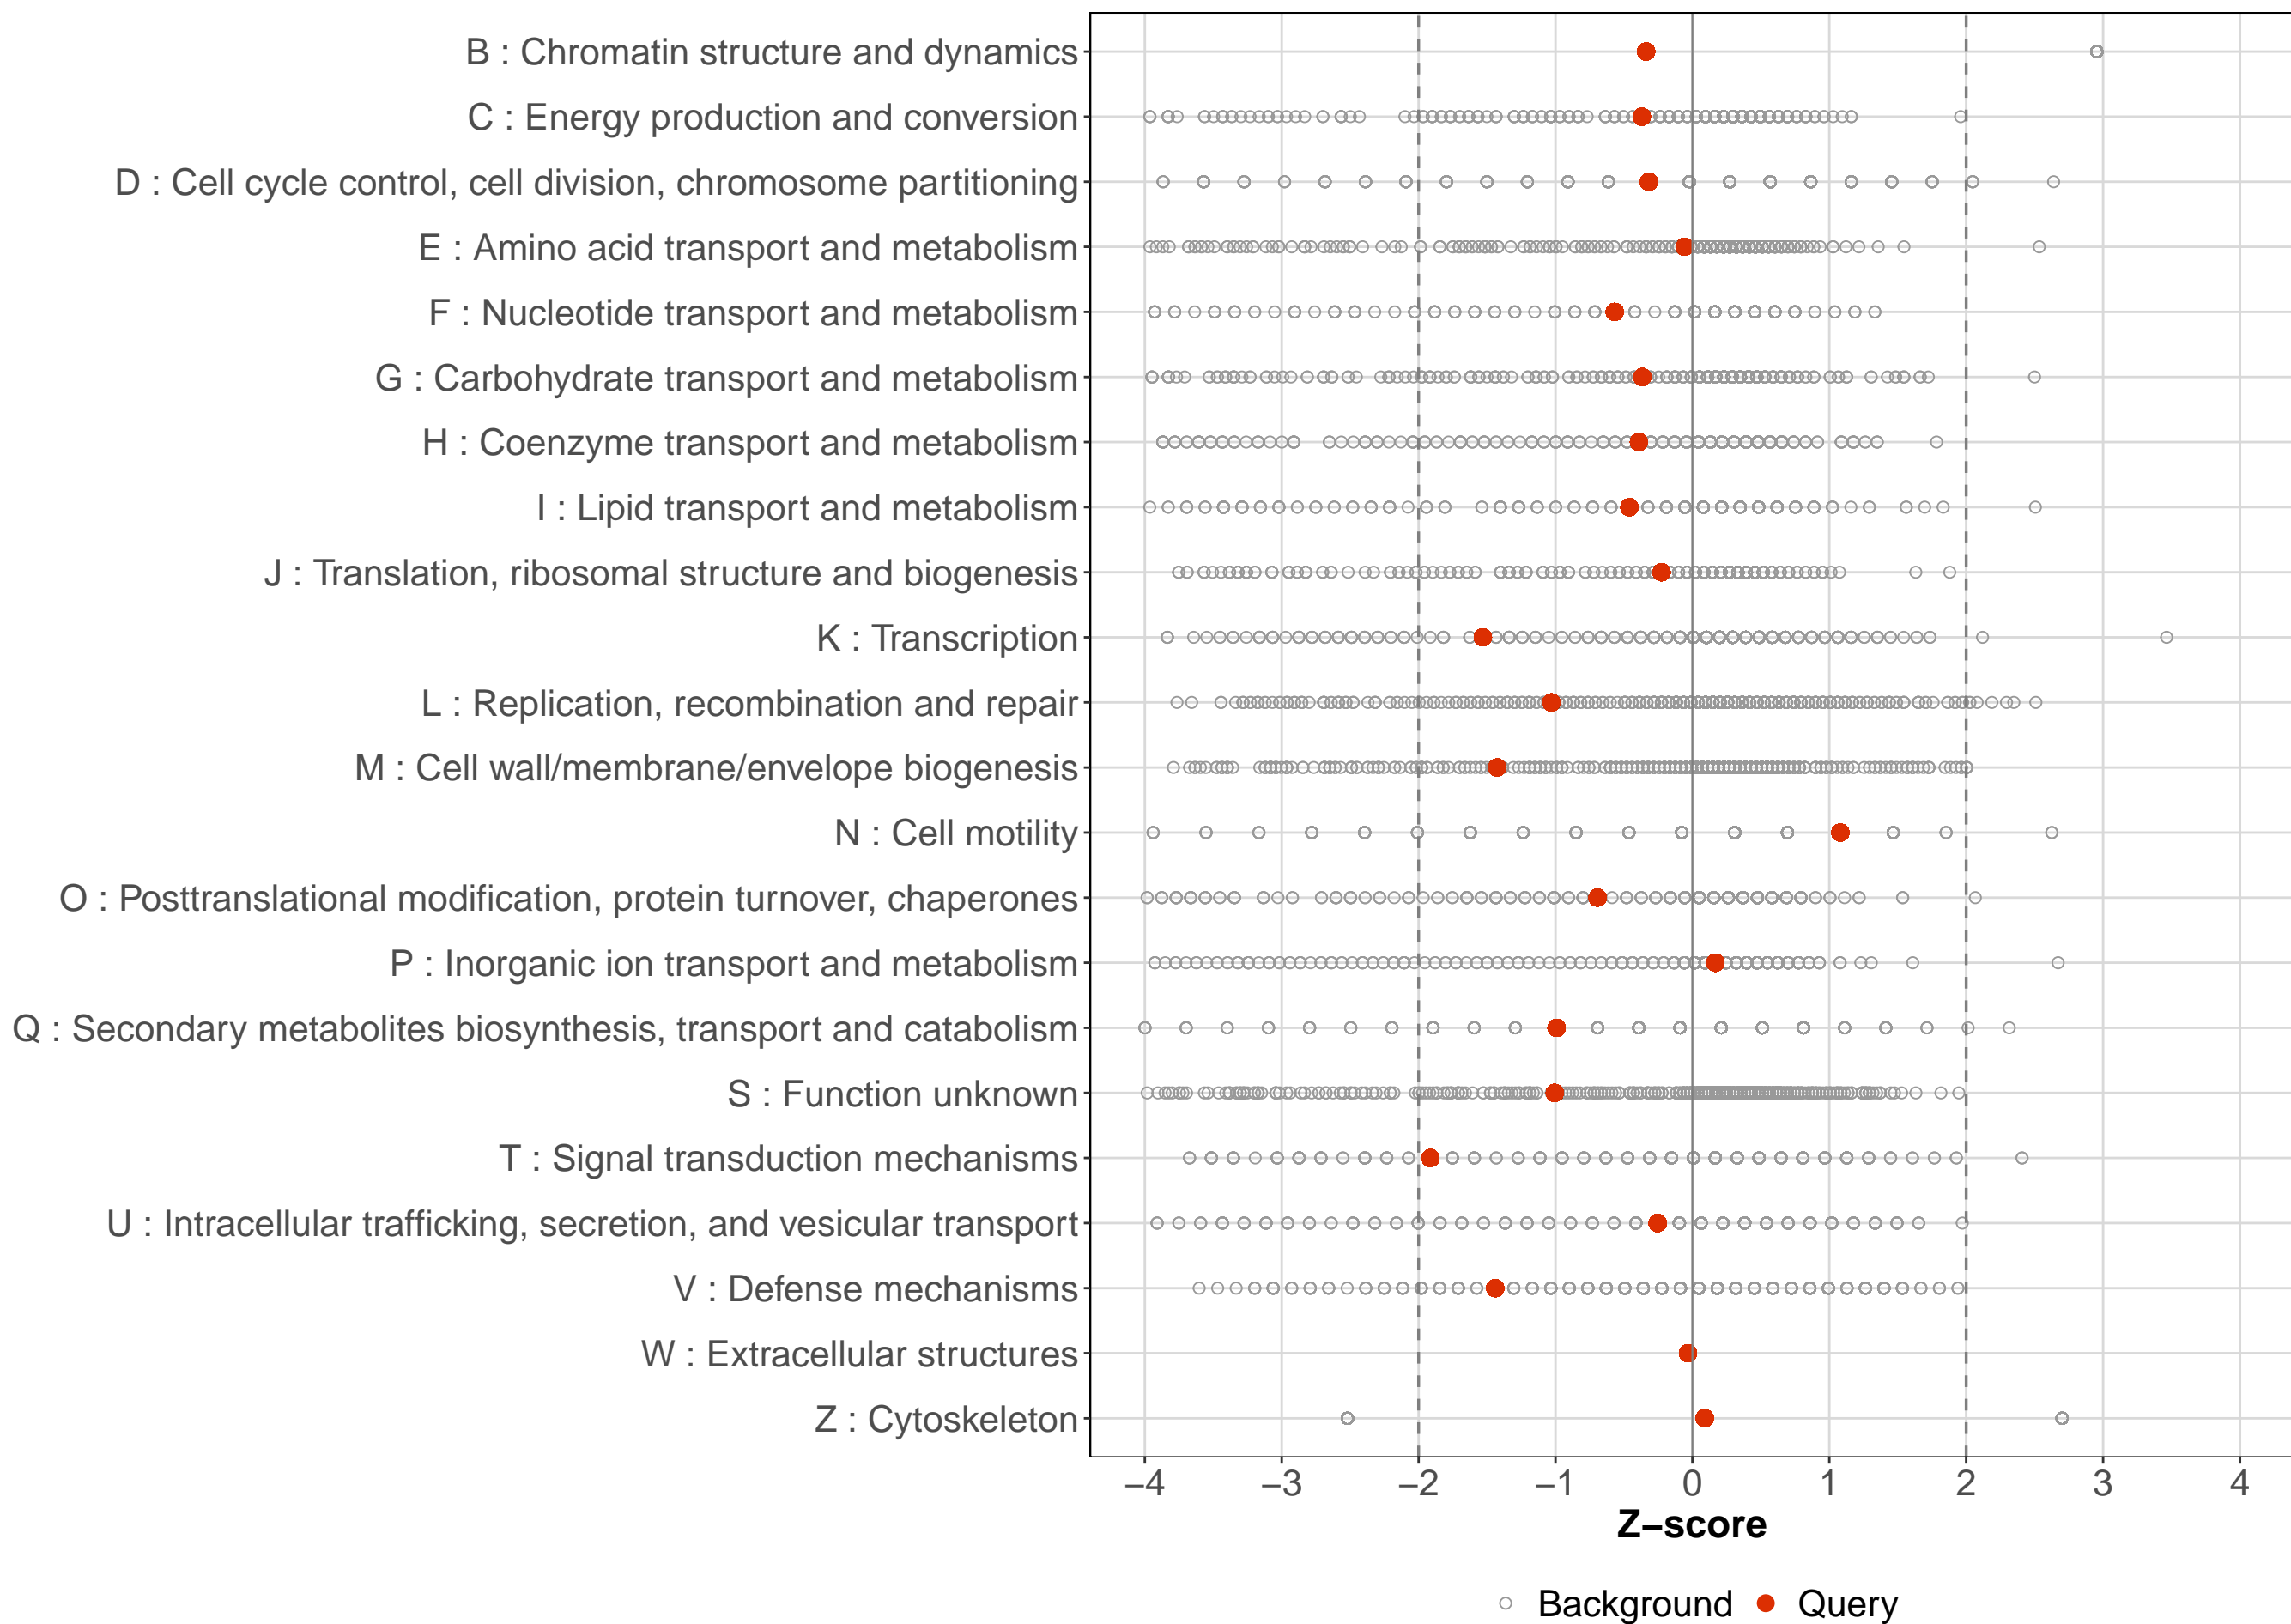 B : Chromatin structure and dynamics
C : Energy production and conversion
D : Cell cycle control, cell division, chromosome partitioning
E : Amino acid transport and metabolism
F : Nucleotide transport and metabolism
G : Carbohydrate transport and metabolism
H : Coenzyme transport and metabolism
I : Lipid transport and metabolism
J : Translation, ribosomal structure and biogenesis
K : Transcription
L : Replication, recombination and repair
M : Cell wall/membrane/envelope biogenesis
N : Cell motility
O : Posttranslational modification, protein turnover, chaperones
P : Inorganic ion transport and metabolism
Q : Secondary metabolites biosynthesis, transport and catabolism
S : Function unknown
T : Signal transduction mechanisms
U : Intracellular trafficking, secretion, and vesicular transport
V : Defense mechanisms
W : Extracellular structures
Z : Cytoskeleton
−4 −3 −2 −1 0 1 2 3 4
Z−score
Background Query